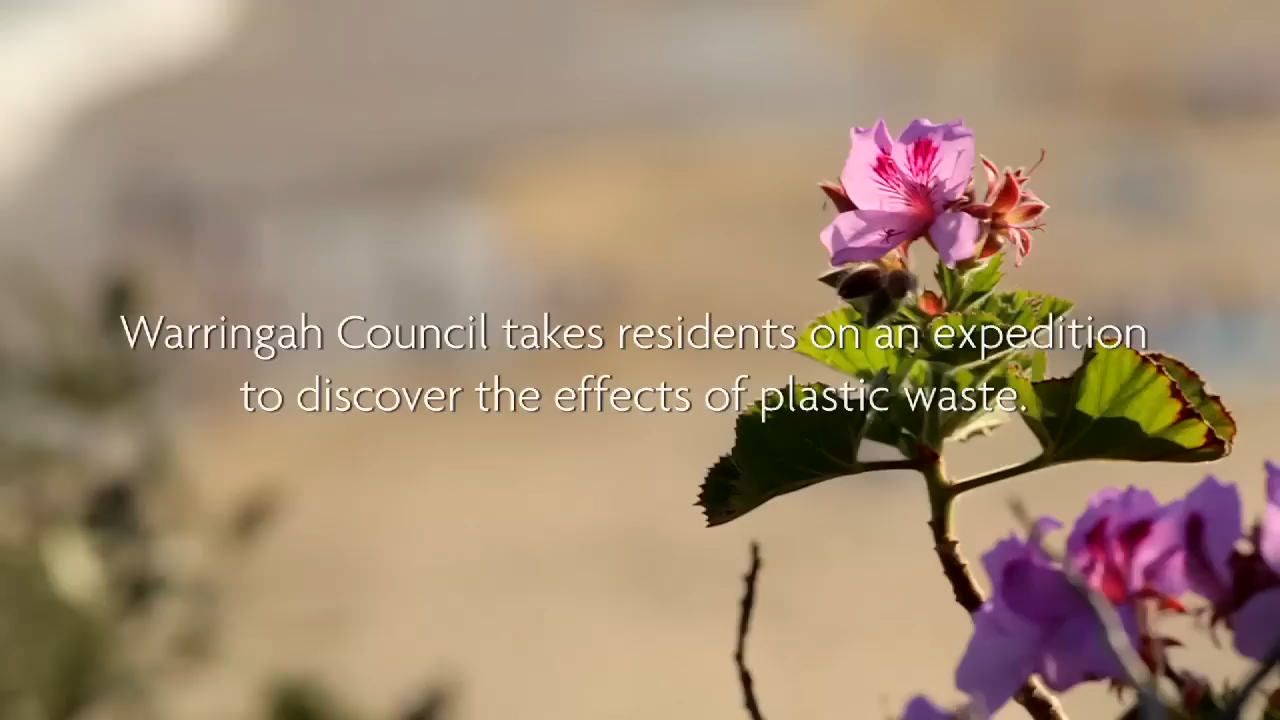 Warringah Council takes residents on an expedition
to discover the effects of plastic waste.